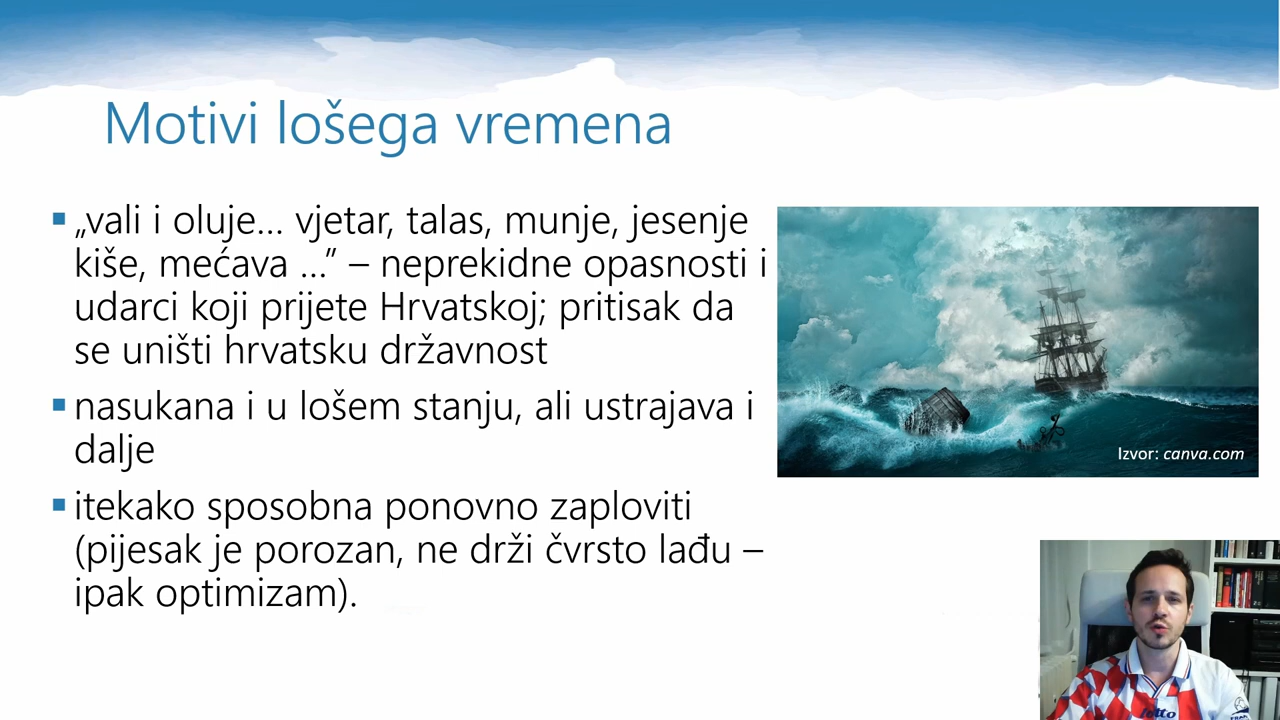 Motivi lošega vremena
„vali i oluje... vjetar, talas, munje, jesenje
kiše, mećava ...” – neprekidne opasnosti i
udarci koji prijete Hrvatskoj; pritisak da
se uništi hrvatsku državnost
nasukana i u lošem stanju, ali ustrajava i
dalje
itekako sposobna ponovno zaploviti
(pijesak je porozan, ne drži čvrsto lađu –
ipak optimizam).
Izvor: canva.com
lotto